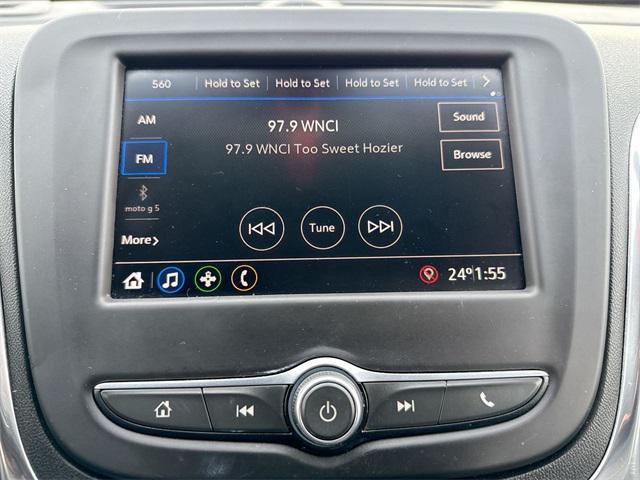 560 Hold to Set Hold to Set Hold to Set Hold to Set >
AM
97.9 WNCI
Sound
FM
97.9 WNCI Too Sweet Hozier
Browse
moto g 5
Tune
More>
24° 1:55